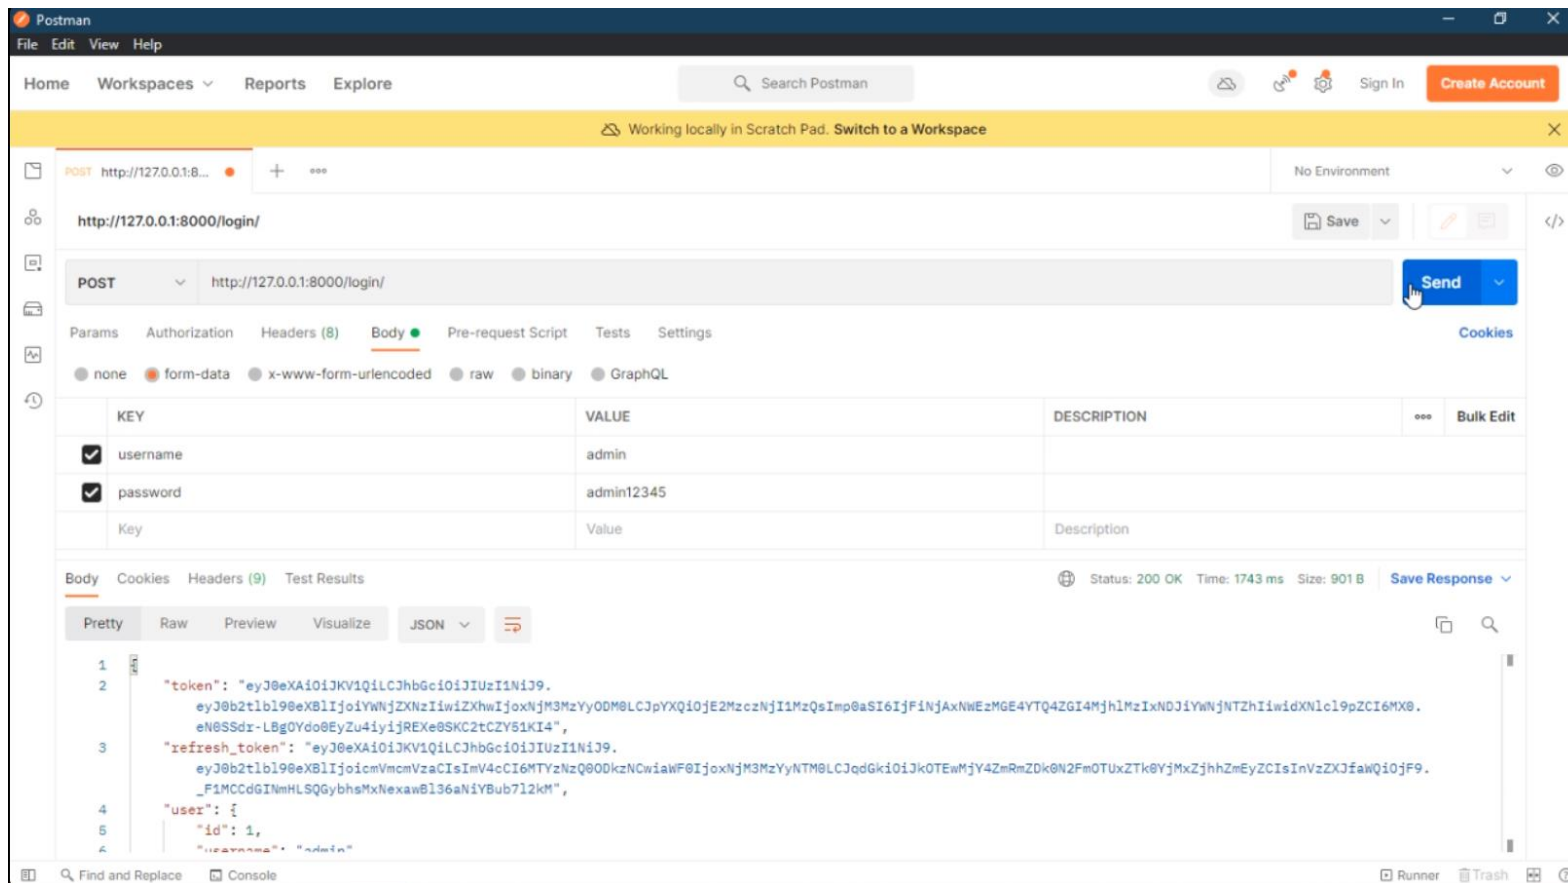 Postman
File Edit View Help
Home Workspaces Reports Explore Search Postman Sign In Create Account
Working locally in Scratch Pad. Switch to a Workspace
POST http://127.0.0.1:8... No Environment
http://127.0.0.1:8000/login/ Save
POST http://127.0.0.1:8000/login/ Send
Params Authorization Headers (8) Body Pre-request Script Tests Settings Cookies
none form-data x-www-form-urlencoded raw binary GraphQL
KEY VALUE DESCRIPTION Bulk Edit
username admin
password admin12345
Key Value Description
Body Cookies Headers (9) Test Results Status: 200 OK Time: 1743 ms Size: 901 B Save Response
Pretty Raw Preview Visualize JSON
1 {
2 "token": "eyJ0eXAiOiJKV1QiLCJhbGciOiJIUzI1NiJ9.
3 "refresh_token": "eyJ0eXAiOiJKV1QiLCJhbGciOiJIUzI1NiJ9.
4 "user": {
5 "id": 1,
6 "username": "admin"
Find and Replace Console Runner Trash